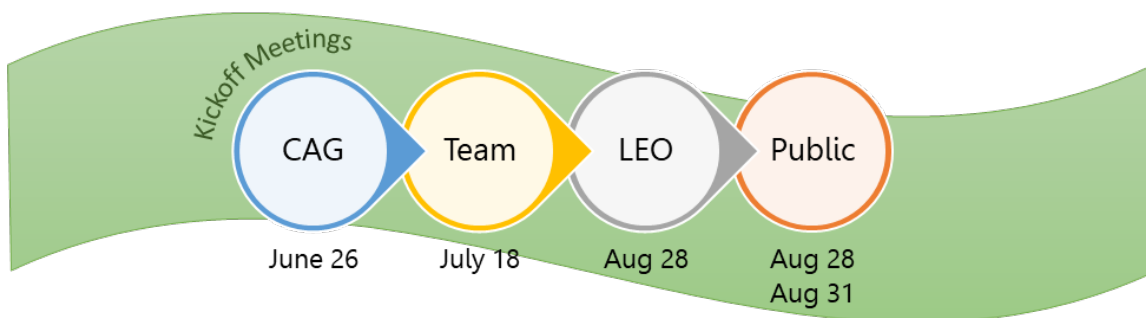 Kickoff Meetings
CAG
Team
LEO
Public
June 26
July 18
Aug 28
Aug 28
Aug 31